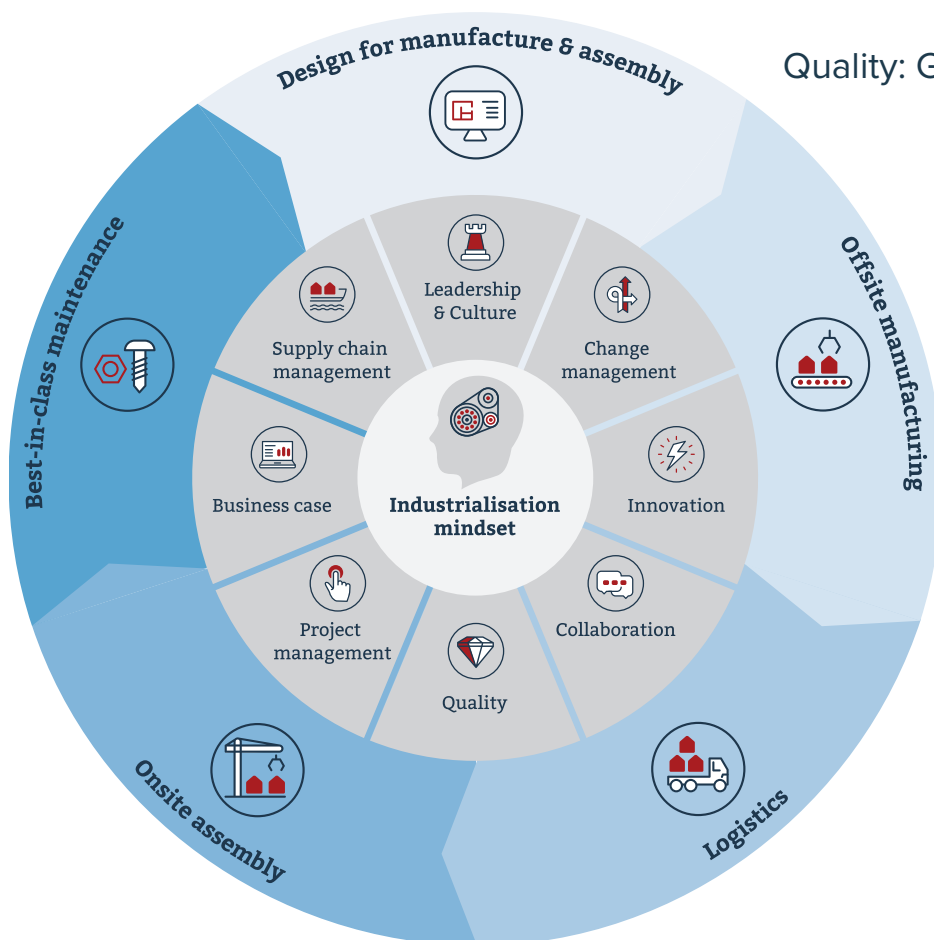 Design for manufacture & assembly
Quality: G
Offsite manufacturing
Logistics
Onsite assembly
Best-in-class maintenance
Leadership
& Culture
Change
management
Innovation
Collaboration
Quality
Project
management
Business case
Supply chain
management
Industrialisation
mindset